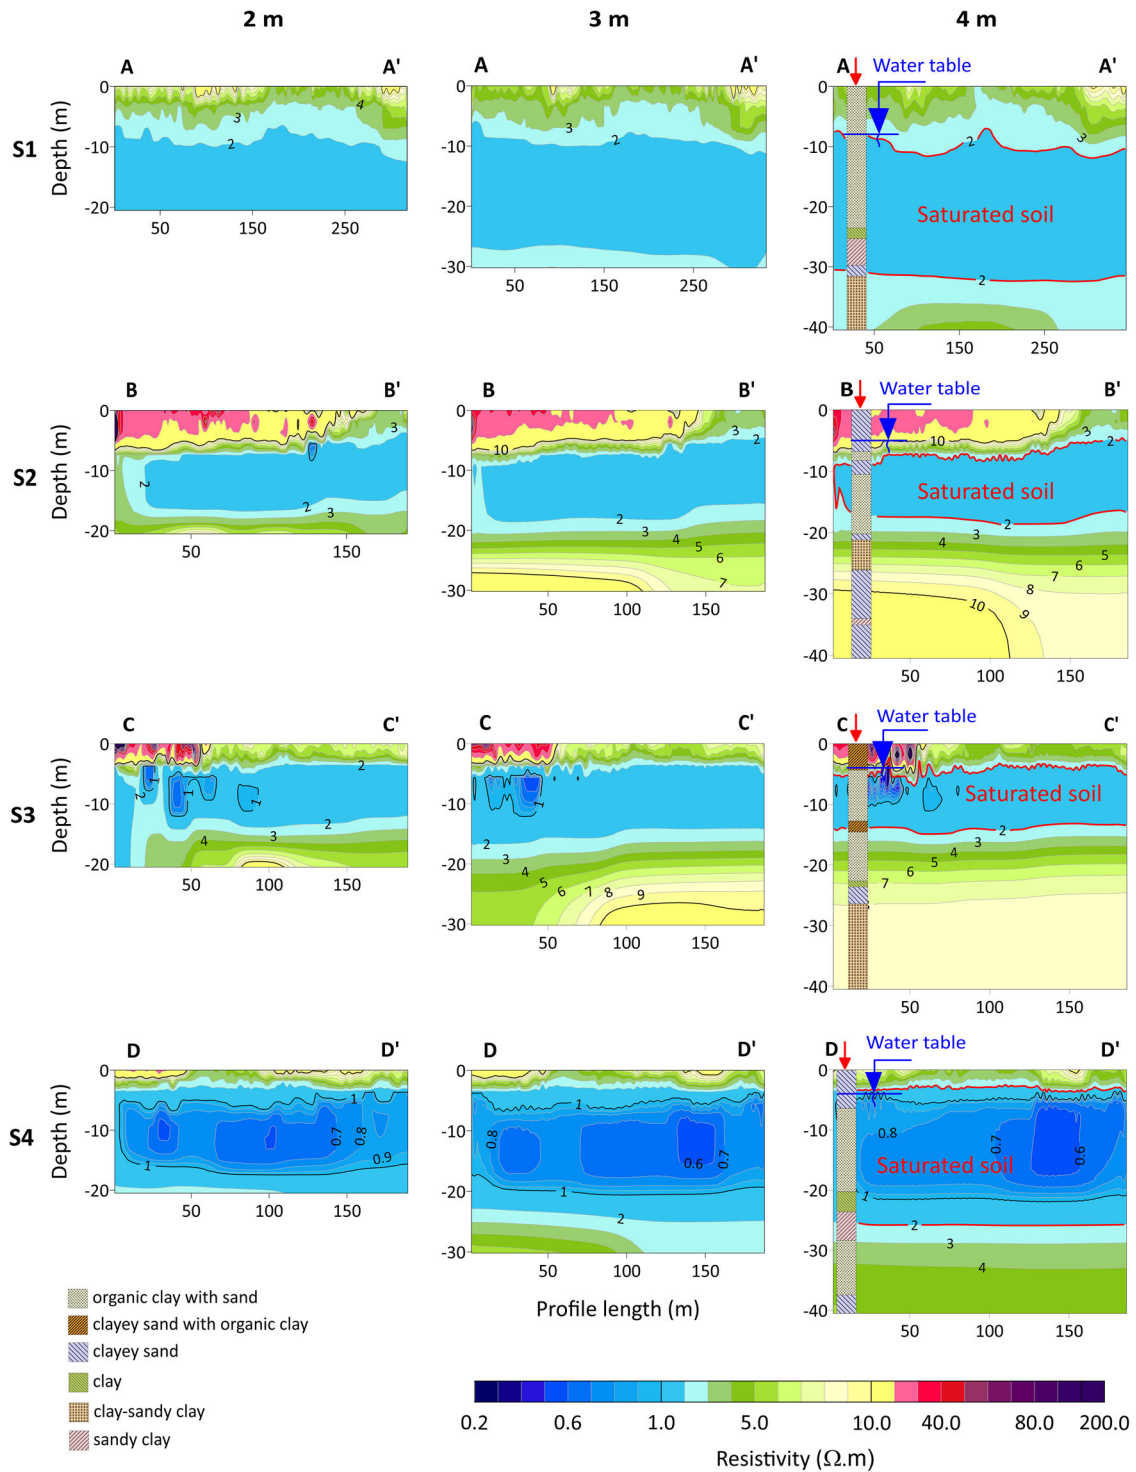 2 m 3 m 4 m
A A' A A' A Water table A'
S1
Depth (m)
0 0 0
-10 -10 -10
-20 -20 -20
-30 -30
-40
4 3 2
3 2
2 3
Saturated soil
2
50 150 250
50 150 250
50 150 250
B B' B B' B Water table B'
S2
Depth (m)
0 0 0
-10 -10 -10
-20 -20 -20
-30 -30
-40
3 2 2 3
3 2 10 2 3 4 5 6 7
10 3 2
Saturated soil
2 3 4 5 6 7 8 9 10
50 150
50 100 150
50 100 150
C C' C C' C Water table C'
S3
Depth (m)
0 0 0
-10 -10 -10
-20 -20 -20
-30 -30
-40
2 1 2 1 1 2 3 4
1 2 3 4 5 6 7 8 9
Saturated soil
2 3 4 5 6 7
50 100 150
50 100 150
50 100 150
D D' D D' D Water table D'
S4
Depth (m)
0 0 0
-10 -10 -10
-20 -20 -20
-30 -30
-40
1 0.7 0.8 0.9 1
1 0.8 0.6 0.7 1 2
0.8 0.7 0.6
Saturated soil
1 2 3 4
50 100 150
50 100 150
50 100 150
Profile length (m)
organic clay with sand
clayey sand with organic clay
clayey sand
clay
clay-sandy clay
sandy clay
0.2 0.6 1.0 5.0 10.0 40.0 80.0 200.0
Resistivity (Ω.m)